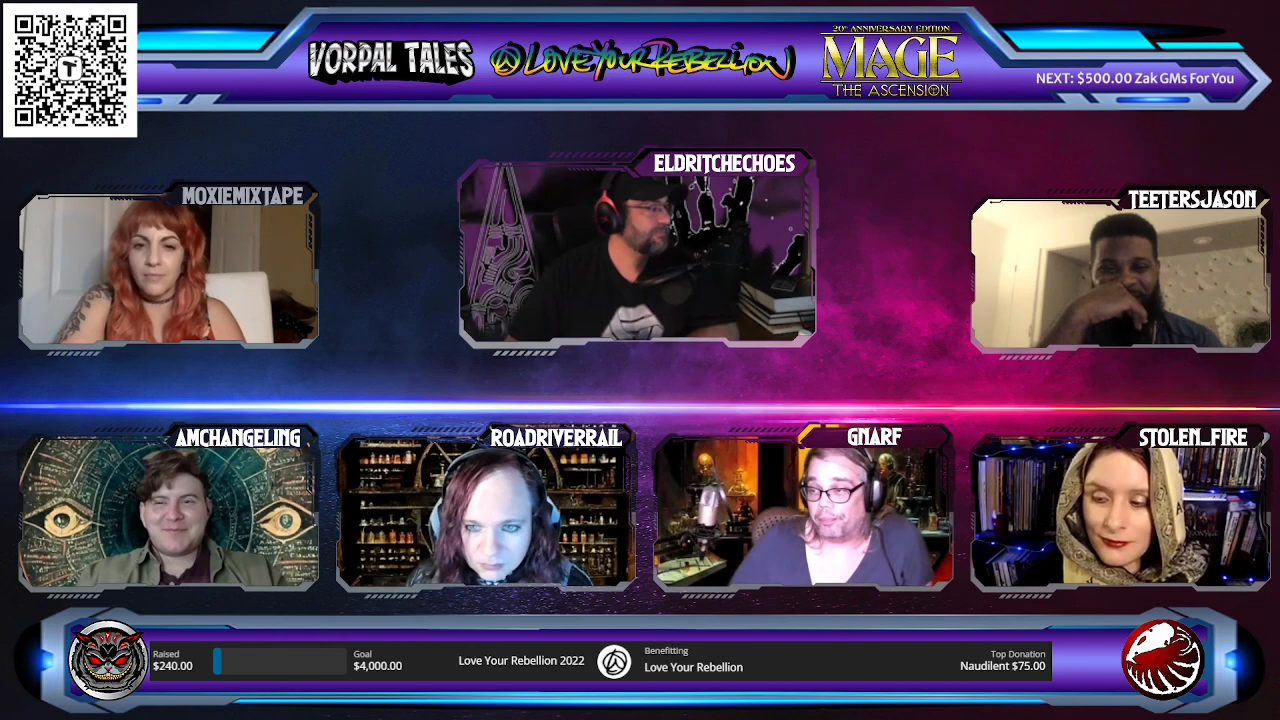 VORPAL TALES
LOVEYOURREBELLION
20TH ANNIVERSARY EDITION
MAGE
THE ASCENSION
NEXT: $500.00 Zak GMs For You
ELDRITCHECHOES
MOXIEMIXTAPE
TEETERSJASON
AMCHANGELING
ROADRIVERRAIL
GNARF
STOLEN_FIRE
Raised
$240.00
Goal
$4,000.00
Love Your Rebellion 2022
Benefitting
Love Your Rebellion
Top Donation
Naudilent $75.00